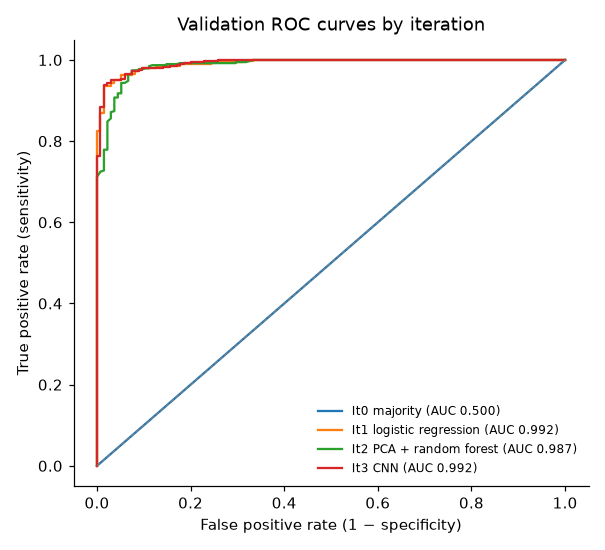 Validation ROC curves by iteration
True positive rate (sensitivity)
1.0
0.8
0.6
0.4
0.2
0.0
It0 majority (AUC 0.500)
It1 logistic regression (AUC 0.992)
It2 PCA + random forest (AUC 0.987)
It3 CNN (AUC 0.992)
0.0 0.2 0.4 0.6 0.8 1.0
False positive rate (1 − specificity)